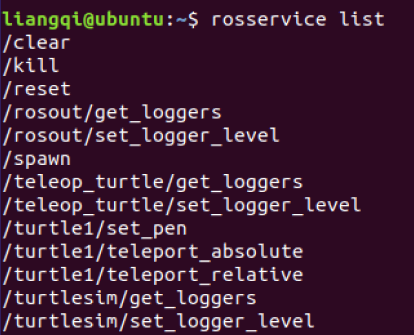 liangqi@ubuntu:~$ rosservice list
/clear
/kill
/reset
/rosout/get_loggers
/rosout/set_logger_level
/spawn
/teleop_turtle/get_loggers
/teleop_turtle/set_logger_level
/turtle1/set_pen
/turtle1/teleport_absolute
/turtle1/teleport_relative
/turtlesim/get_loggers
/turtlesim/set_logger_level